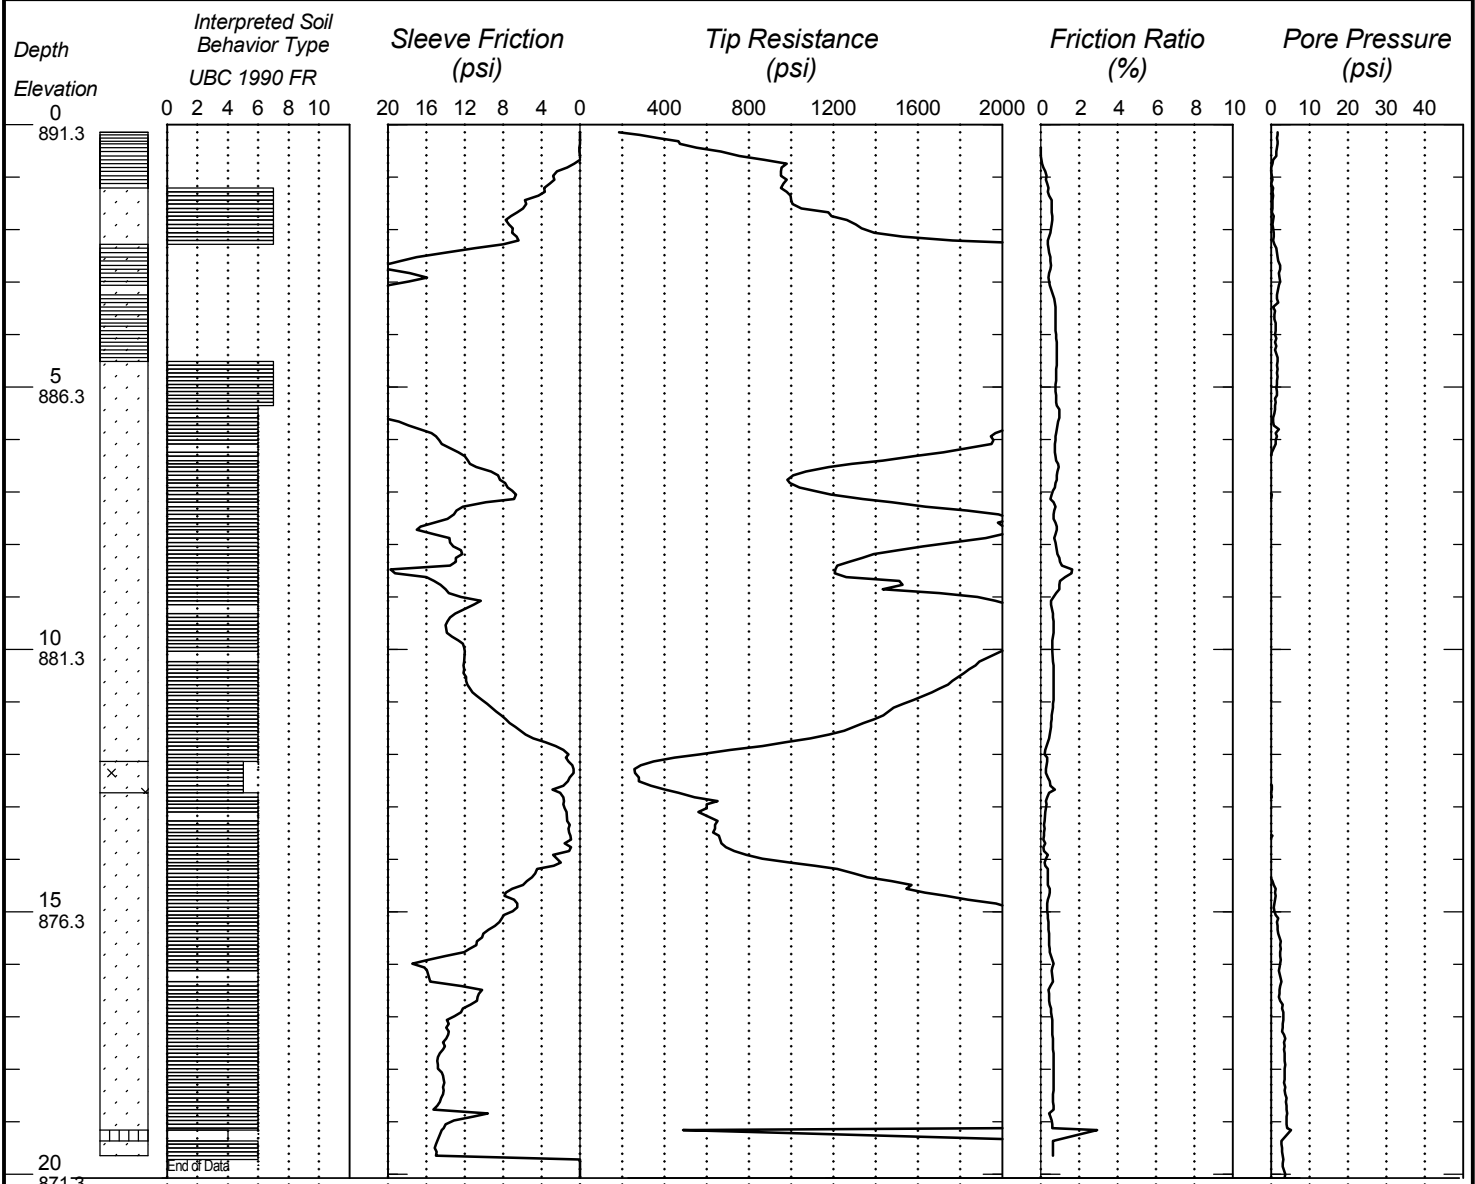 Interpreted Soil
Behavior Type
UBC 1990 FR
Depth
Elevation
Sleeve Friction
(psi)
Tip Resistance
(psi)
Friction Ratio
(%)
Pore Pressure
(psi)
0 2 4 6 8 10
20 16 12 8 4 0
400 800 1200 1600 2000
0 2 4 6 8 10
0 10 20 30 40
0
891.3
5
886.3
10
881.3
15
876.3
20
871.3
End of Data